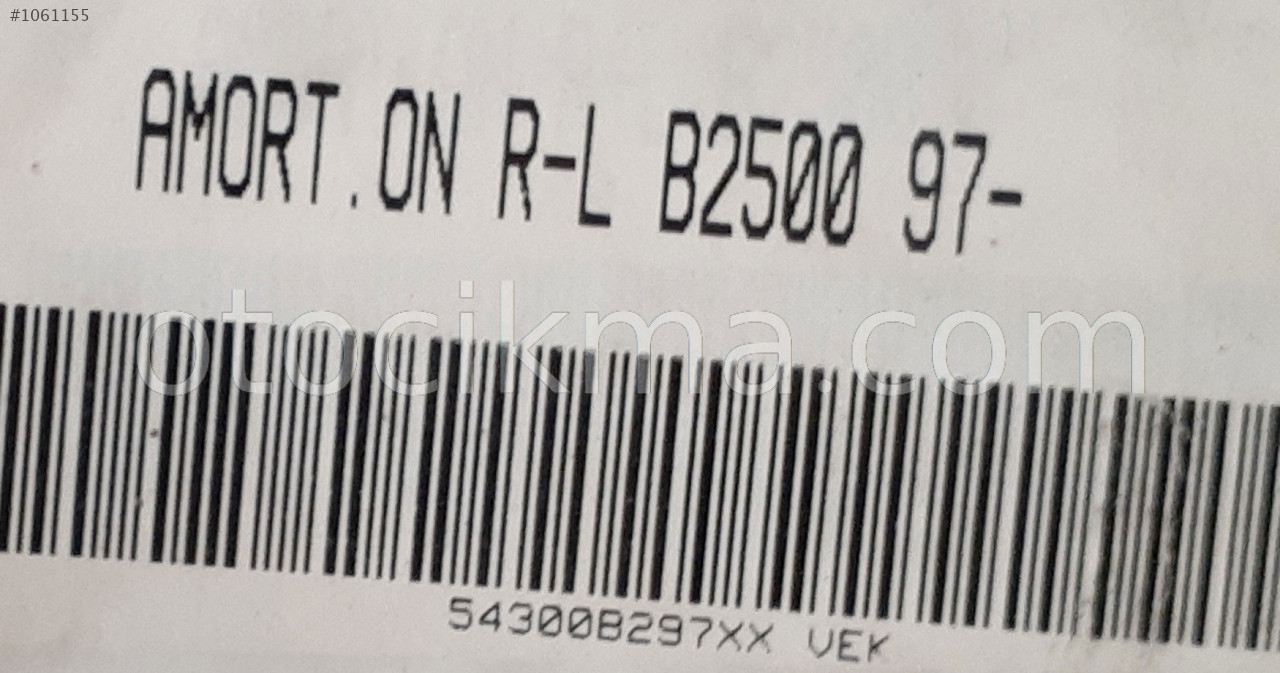 #1061155
AMORT.ON R-L B2500 97-
otocikma.com
54300B297XX VEK